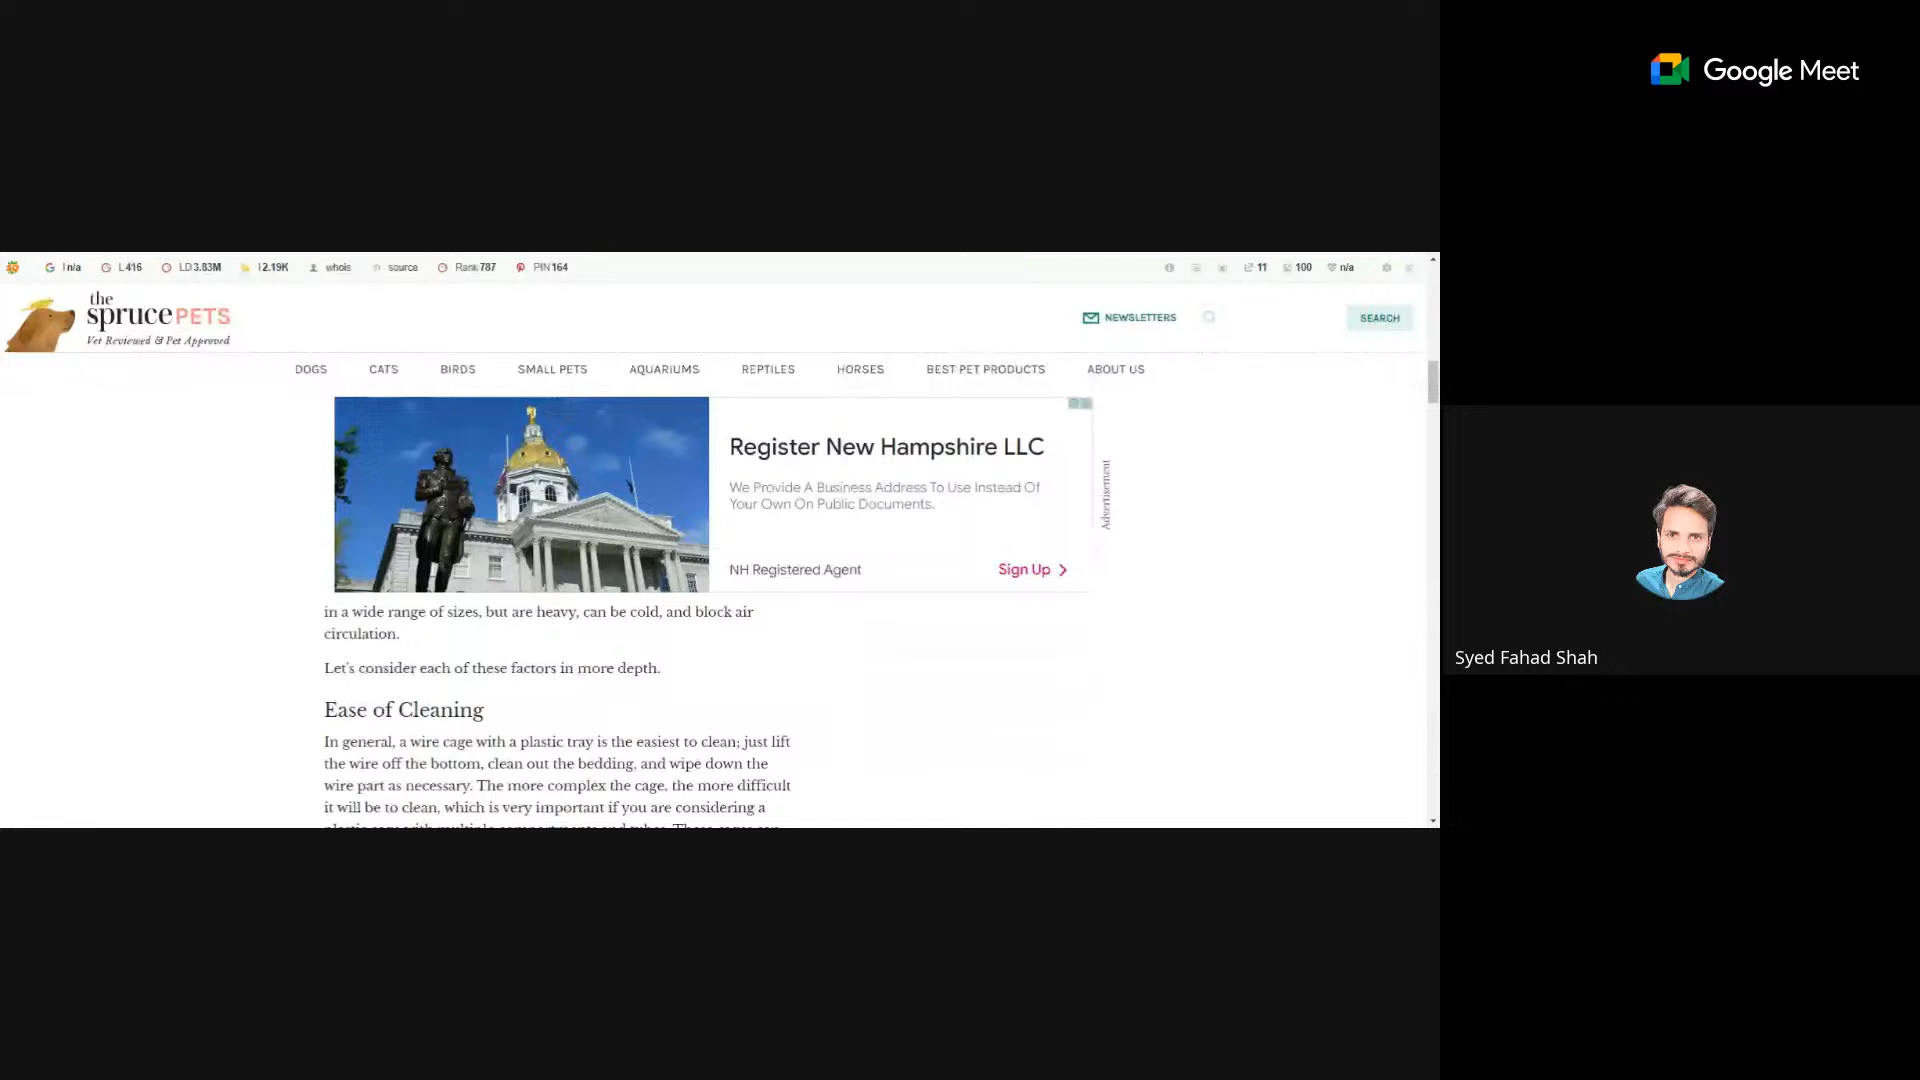 Google Meet
I n/a L 416 LD 3.83M I 2.19K whois source Rank 787 PIN 164 11 100 n/a
the
spruce PETS
Vet Reviewed & Pet Approved
NEWSLETTERS
SEARCH
DOGS CATS BIRDS SMALL PETS AQUARIUMS REPTILES HORSES BEST PET PRODUCTS ABOUT US
Register New Hampshire LLC
We Provide A Business Address To Use Instead Of
Your Own On Public Documents.
NH Registered Agent
Sign Up
Advertisement
in a wide range of sizes, but are heavy, can be cold, and block air
circulation.
Let's consider each of these factors in more depth.
Ease of Cleaning
In general, a wire cage with a plastic tray is the easiest to clean; just lift
the wire off the bottom, clean out the bedding, and wipe down the
wire part as necessary. The more complex the cage, the more difficult
it will be to clean, which is very important if you are considering a
Syed Fahad Shah